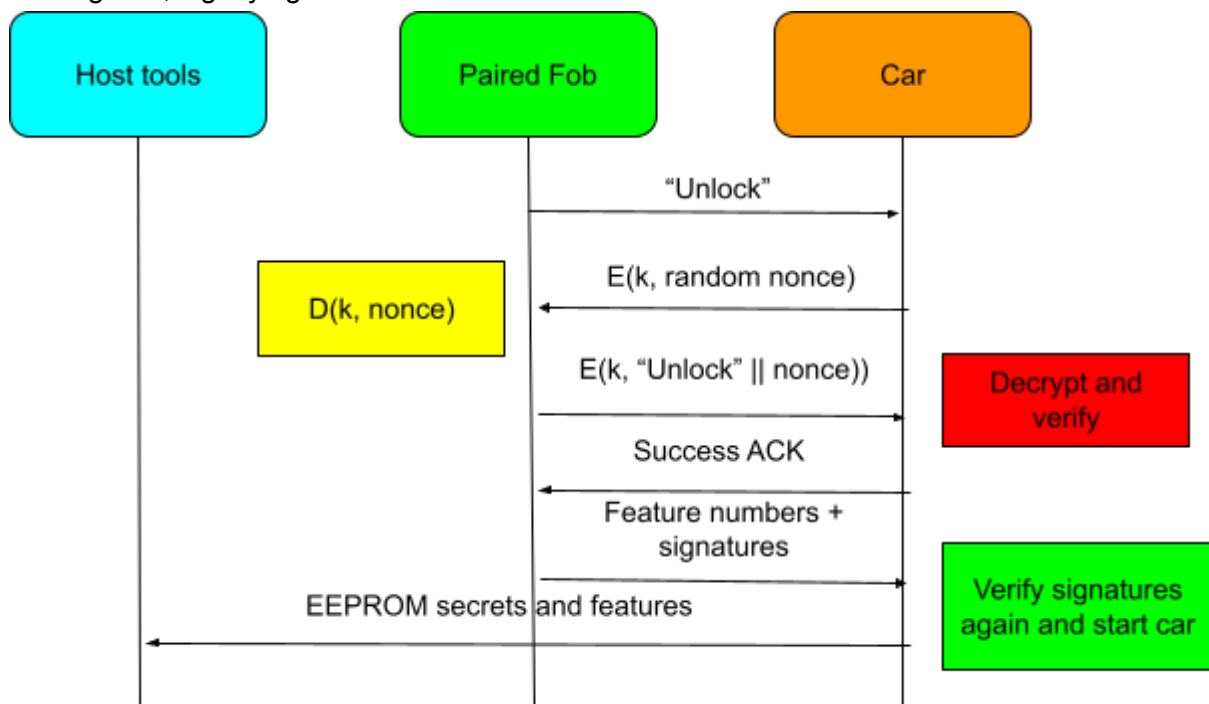 Host tools
Paired Fob
Car
“Unlock”
E(k, random nonce)
D(k, nonce)
E(k, “Unlock” || nonce))
Decrypt and
verify
Success ACK
Feature numbers +
signatures
Verify signatures
again and start car
EEPROM secrets and features